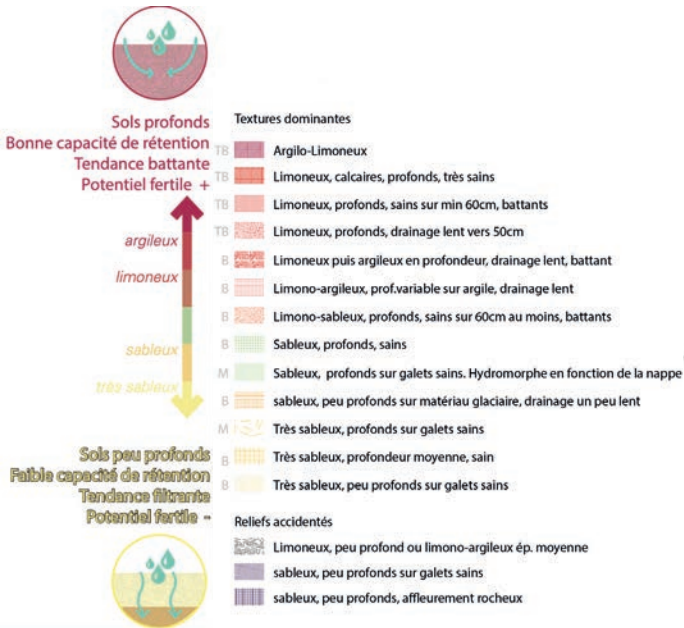 Sols profonds
Bonne capacité de rétention
Tendance battante
Potentiel fertile +
argileux
limoneux
sableux
très sableux
Sols peu profonds
Faible capacité de rétention
Tendance filtrante
Potentiel fertile -
Textures dominantes
TB Argilo-Limoneux
TB Limoneux, calcaires, profonds, très sains
TB Limoneux, profonds, sains sur min 60cm, battants
TB Limoneux, profonds, drainage lent vers 50cm
B Limoneux puis argileux en profondeur, drainage lent, battant
B Limono-argileux, prof.variable sur argile, drainage lent
B Limono-sableux, profonds, sains sur 60cm au moins, battants
B Sableux, profonds, sains
M Sableux, profonds sur galets sains. Hydromorphe en fonction de la nappe
B sableux, peu profonds sur matériau glaciaire, drainage un peu lent
M Très sableux, profonds sur galets sains
B Très sableux, profondeur moyenne, sain
B Très sableux, peu profonds sur galets sains
Reliefs accidentés
Limoneux, peu profond ou limono-argileux ép. moyenne
sableux, peu profonds sur galets sains
sableux, peu profonds, affleurement rocheux